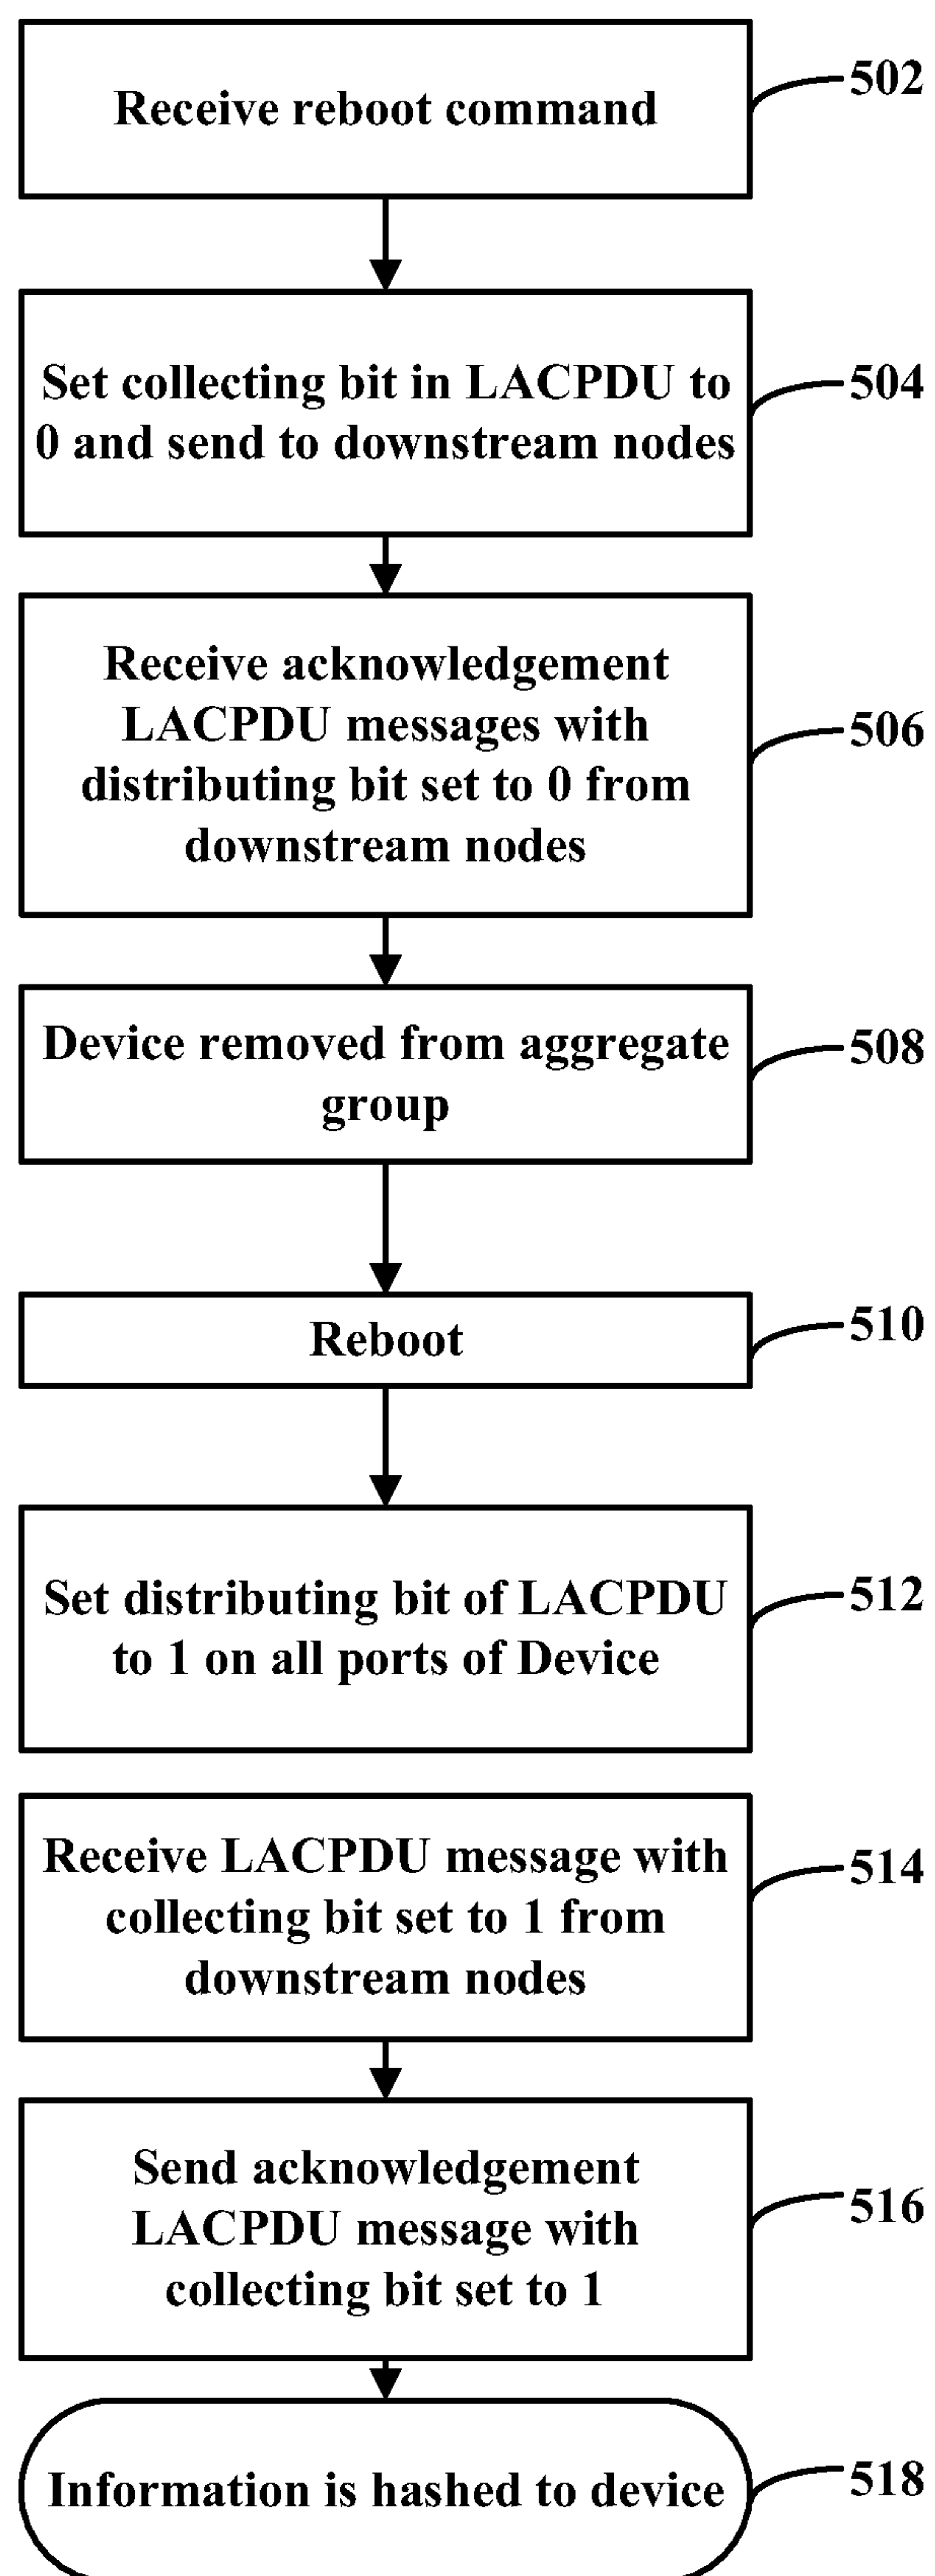 Receive reboot command
502
Set collecting bit in LACPDU to
0 and send to downstream nodes
504
Receive acknowledgement
LACPDU messages with
distributing bit set to 0 from
downstream nodes
506
Device removed from aggregate
group
508
Reboot
510
Set distributing bit of LACPDU
to 1 on all ports of Device
512
Receive LACPDU message with
collecting bit set to 1 from
downstream nodes
514
Send acknowledgement
LACPDU message with
collecting bit set to 1
516
Information is hashed to device
518